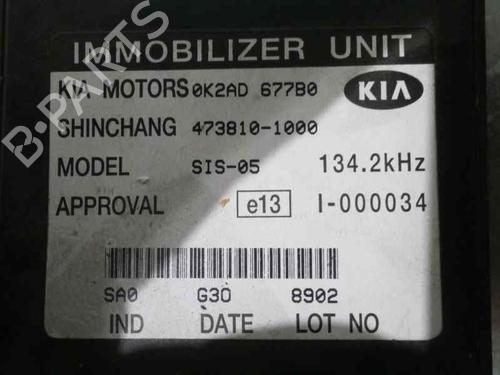 IMMOBILIZER UNIT
KIA MOTORS 0K2AD 677B0 KIA
SHINCHANG 473810-1000
MODEL SIS-05 134.2kHz
APPROVAL e13 I-000034
SA0 G30 8902
IND DATE LOT NO
B-PARTS